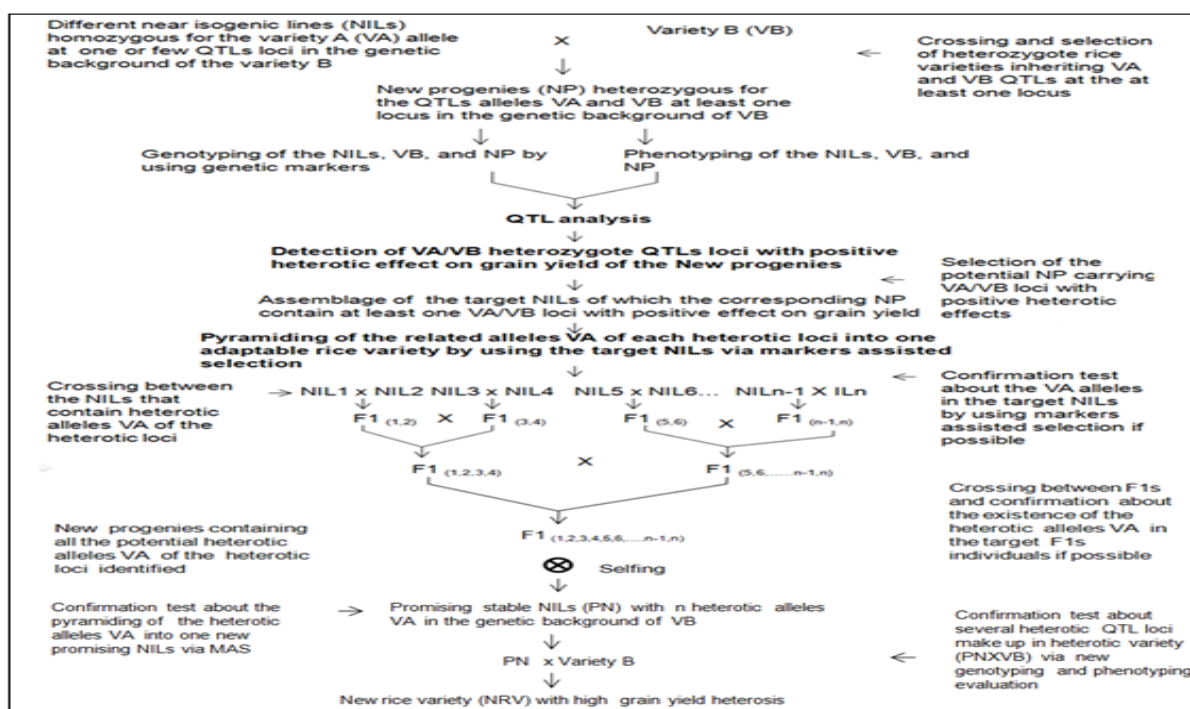 Different near isogenic lines (NILs)
homozygous for the variety A (VA) allele
at one or few QTLs loci in the genetic
background of the variety B
X
Variety B (VB)
Crossing and selection
of heterozygote rice
varieties inheriting VA
and VB QTLs at the at
least one locus
New progenies (NP) heterozygous for
the QTLs alleles VA and VB at least one
locus in the genetic background of VB
Genotyping of the NILs, VB, and NP by
using genetic markers
Phenotyping of the NILs, VB, and
NP
QTL analysis
Detection of VA/VB heterozygote QTLs loci with positive
heterotic effect on grain yield of the New progenies
Selection of the
potential NP carrying
VA/VB loci with
positive heterotic
effects
Assemblage of the target NILs of which the corresponding NP
contain at least one VA/VB loci with positive effect on grain yield
Pyramiding of the related alleles VA of each heterotic loci into one
adaptable rice variety by using the target NILs via markers assisted
selection
Crossing between
the NILs that
contain heterotic
alleles VA of the
heterotic loci
NIL1 x NIL2 NIL3 x NIL4 NIL5 x NIL6... NILn-1 X ILn
Confirmation test
about the VA alleles
in the target NILs
by using markers
assisted selection if
possible
F1 (1,2) X F1 (3,4) F1 (5,6) X F1 (n-1,n)
F1 (1,2,3,4) X F1 (5,6,......n-1,n)
Crossing between F1s
and confirmation about
the existence of the
heterotic alleles VA in
the target F1s
individuals if possible
New progenies containing
all the potential heterotic
alleles VA of the heterotic
loci identified
F1 (1,2,3,4,5,6,.....n-1,n)
Selfing
Confirmation test about the
pyramiding of the heterotic
alleles VA into one new
promising NILs via MAS
Promising stable NILs (PN) with n heterotic alleles
VA in the genetic background of VB
Confirmation test about
several heterotic QTL loci
make up in heterotic variety
(PNXVB) via new
genotyping and phenotyping
evaluation
PN x Variety B
New rice variety (NRV) with high grain yield heterosis